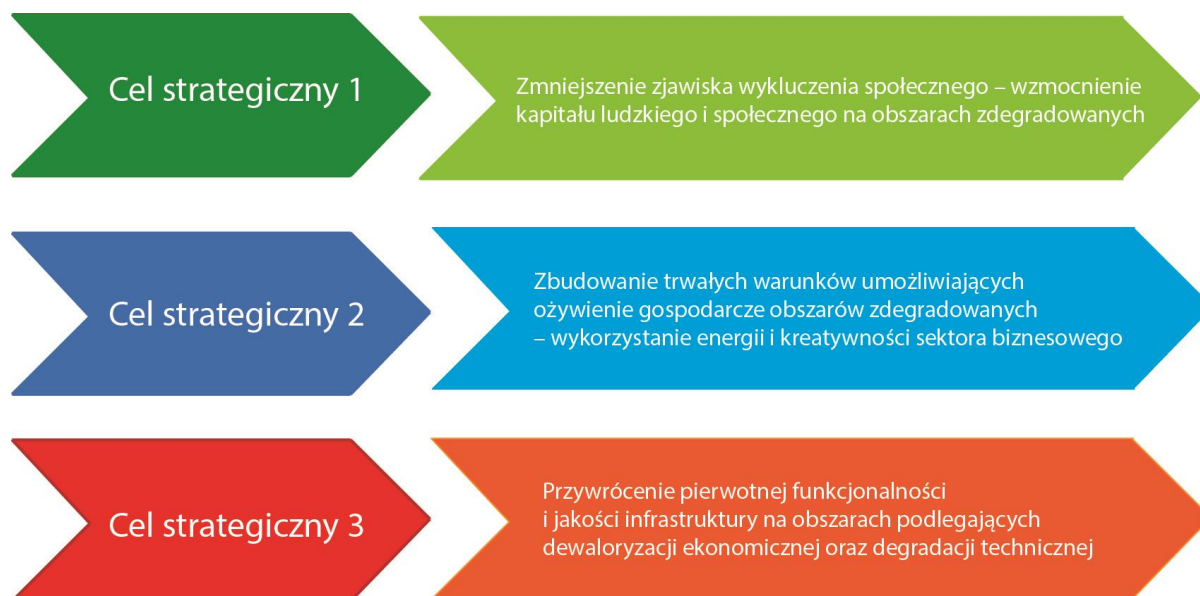 Cel strategiczny 1
Zmniejszenie zjawiska wykluczenia społecznego – wzmocnienie
kapitału ludzkiego i społecznego na obszarach zdegradowanych
Cel strategiczny 2
Zbudowanie trwałych warunków umożliwiających
ożywienie gospodarcze obszarów zdegradowanych
– wykorzystanie energii i kreatywności sektora biznesowego
Cel strategiczny 3
Przywrócenie pierwotnej funkcjonalności
i jakości infrastruktury na obszarach podlegających
dewaloryzacji ekonomicznej oraz degradacji technicznej